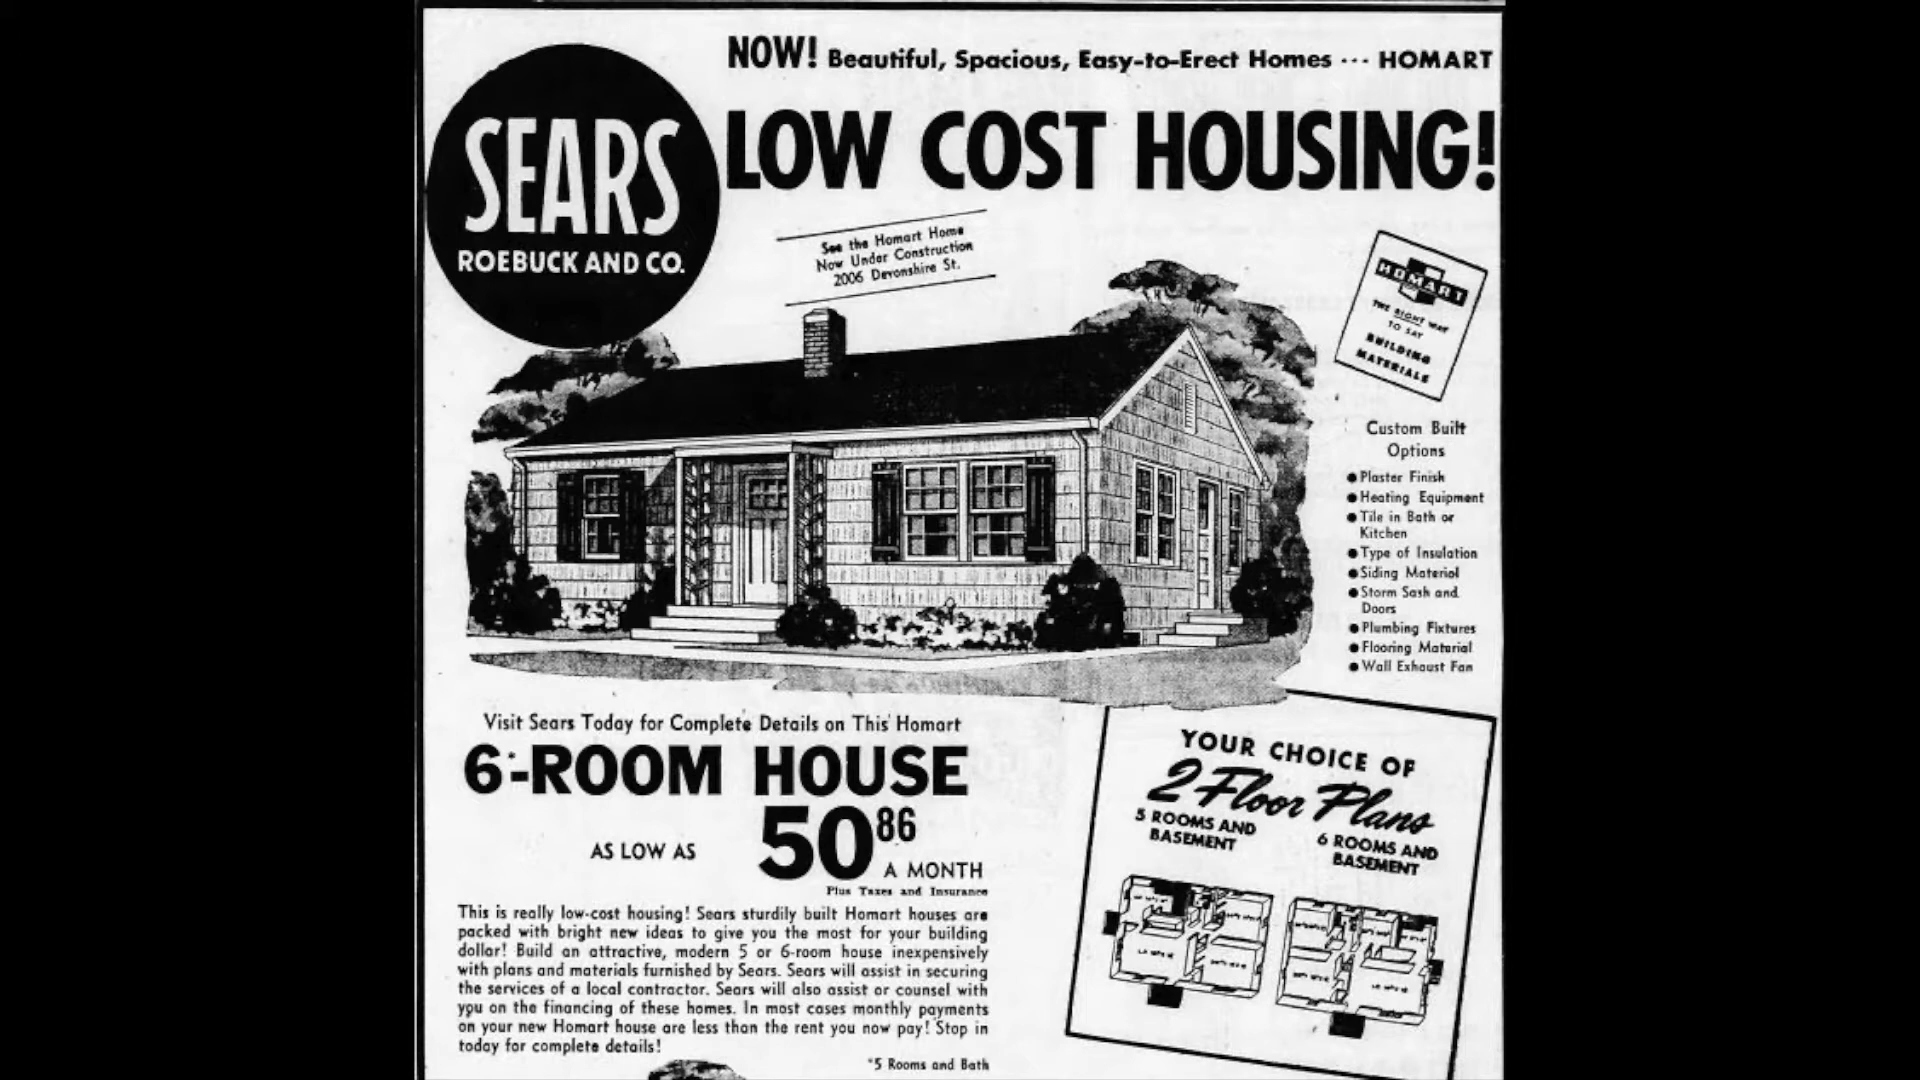 NOW! Beautiful, Spacious, Easy-to-Erect Homes --- HOMART
LOW COST HOUSING!
SEARS
ROEBUCK AND CO.
See the Homart Home
Now Under Construction
2006 Devonshire St.
HOMART
THE RIGHT WAY
TO SAY
BUILDING
MATERIALS
Custom Built
Options
● Plaster Finish
● Heating Equipment
● Tile in Bath or
Kitchen
● Type of Insulation
● Siding Material
● Storm Sash and
Doors
● Plumbing Fixtures
● Flooring Material
● Wall Exhaust Fan
Visit Sears Today for Complete Details on This Homart
6*-ROOM HOUSE
AS LOW AS 50 86 A MONTH
Plus Taxes and Insurance
This is really low-cost housing! Sears sturdily built Homart houses are
packed with bright new ideas to give you the most for your building
dollar! Build an attractive, modern 5 or 6-room house inexpensively
with plans and materials furnished by Sears. Sears will assist in securing
the services of a local contractor. Sears will also assist or counsel with
you on the financing of these homes. In most cases monthly payments
on your new Homart house are less than the rent you now pay! Stop in
today for complete details!
*5 Rooms and Bath
YOUR CHOICE OF
2 Floor Plans
5 ROOMS AND
BASEMENT
6 ROOMS AND
BASEMENT